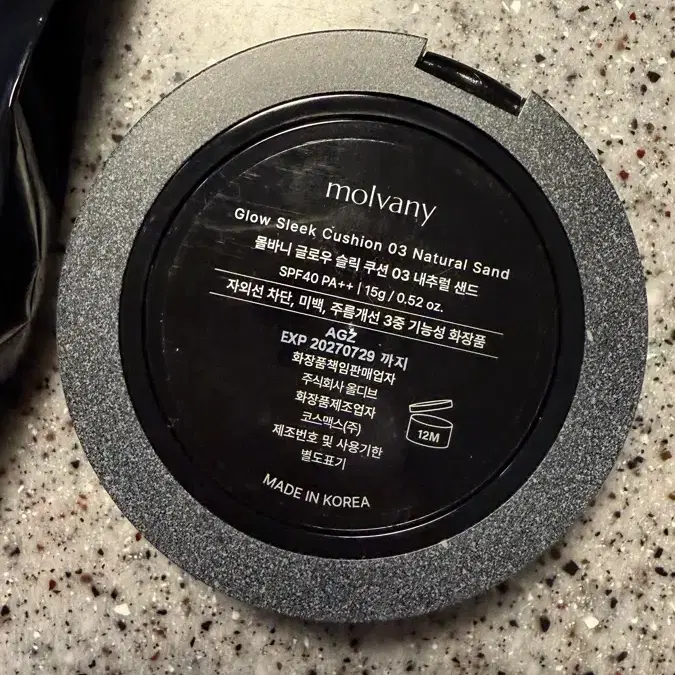 molvany
Glow Sleek Cushion 03 Natural Sand
몰바니 글로우 슬릭 쿠션 03 내추럴 샌드
SPF40 PA++ | 15g / 0.52 oz.
자외선 차단, 미백, 주름개선 3중 기능성 화장품
AGZ
EXP 20270729 까지
화장품책임판매업자
주식회사 올디브
화장품제조업자
코스맥스(주)
제조번호 및 사용기한
별도표기
12M
MADE IN KOREA